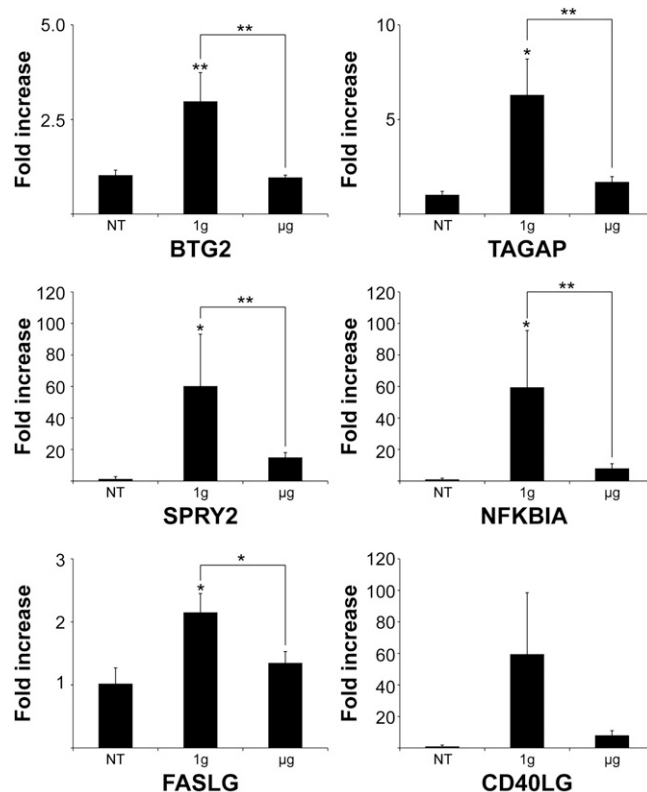 Fold increase
5.0
2.5
**
**
NT
1g
µg
BTG2
Fold increase
10
5
**
*
NT
1g
µg
TAGAP
Fold increase
120
100
80
60
40
20
**
*
NT
1g
µg
SPRY2
Fold increase
120
100
80
60
40
20
**
*
NT
1g
µg
NFKBIA
Fold increase
3
2
1
*
*
NT
1g
µg
FASLG
Fold increase
120
100
80
60
40
20
NT
1g
µg
CD40LG